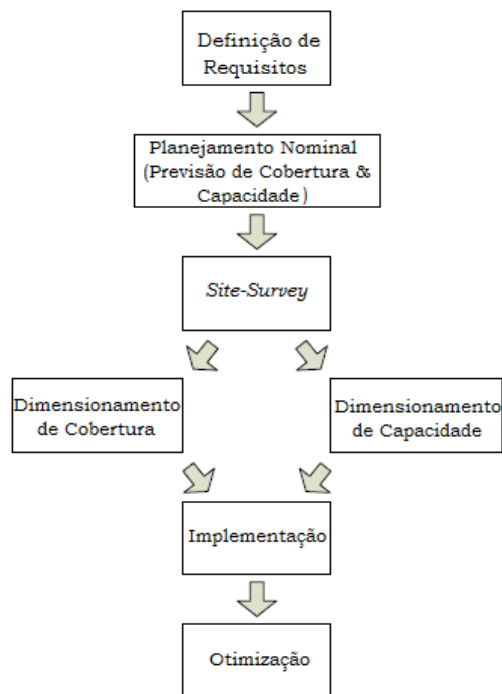 Definição de
Requisitos
Planejamento Nominal
(Previsão de Cobertura &
Capacidade)
Site-Survey
Dimensionamento
de Cobertura
Dimensionamento
de Capacidade
Implementação
Otimização